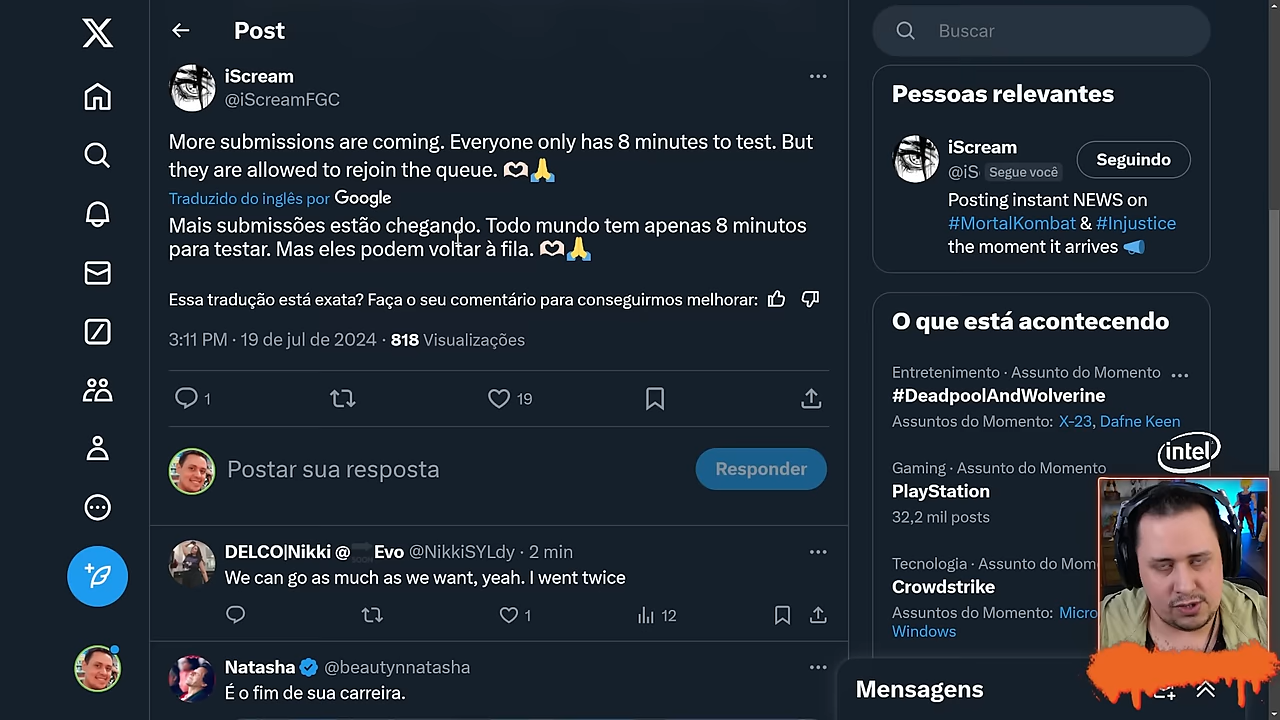 Post
Buscar
iScream
@iScreamFGC
More submissions are coming. Everyone only has 8 minutes to test. But
they are allowed to rejoin the queue. 🫶🙏
Traduzido do inglês por Google
Mais submissões estão chegando. Todo mundo tem apenas 8 minutos
para testar. Mas eles podem voltar à fila. 🫶🙏
Essa tradução está exata? Faça o seu comentário para conseguirmos melhorar:
3:11 PM · 19 de jul de 2024 · 818 Visualizações
1
19
Postar sua resposta
Responder
DELCO|Nikki @ Evo @NikkiSYLdy · 2 min
We can go as much as we want, yeah. I went twice
1
12
Natasha @beautynnatasha
É o fim de sua carreira.
Pessoas relevantes
iScream
@iS Segue você
Seguindo
Posting instant NEWS on
#MortalKombat & #Injustice
the moment it arrives 📣
O que está acontecendo
Entretenimento · Assunto do Momento
#DeadpoolAndWolverine
Assuntos do Momento: X-23, Dafne Keen
intel
Gaming · Assunto do Momento
PlayStation
32,2 mil posts
Tecnologia · Assunto do Mom
Crowdstrike
Assuntos do Momento: Micro
Windows
Mensagens